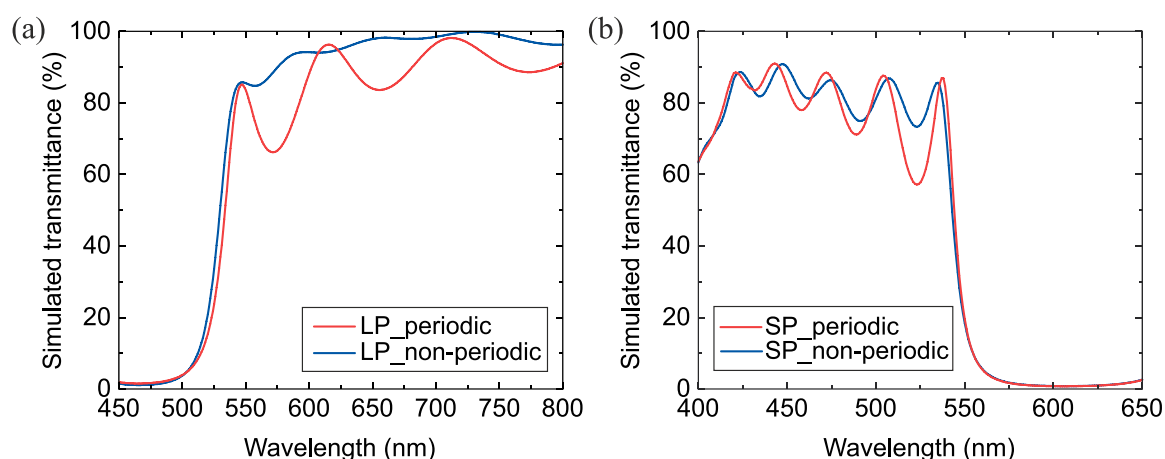 (a)
Simulated transmittance (%)
100
80
60
40
20
0
LP_periodic
LP_non-periodic
450 500 550 600 650 700 750 800
Wavelength (nm)
(b)
Simulated transmittance (%)
100
80
60
40
20
0
SP_periodic
SP_non-periodic
400 450 500 550 600 650
Wavelength (nm)